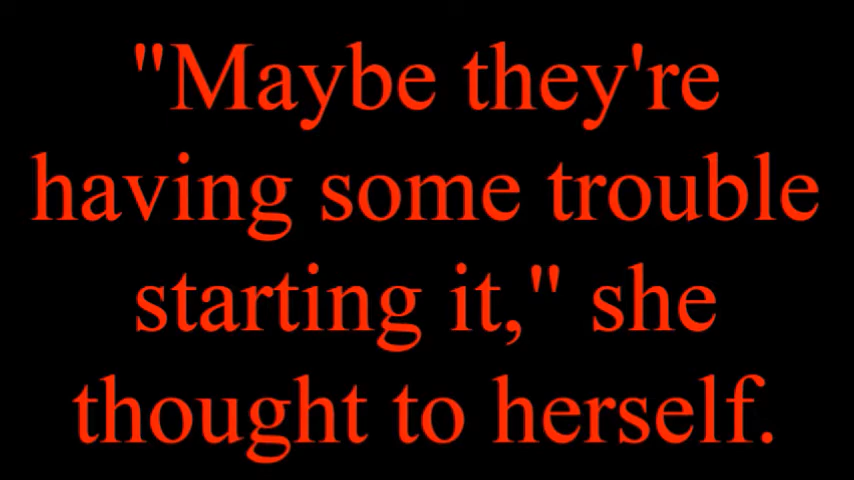 "Maybe they're
having some trouble
starting it," she
thought to herself.